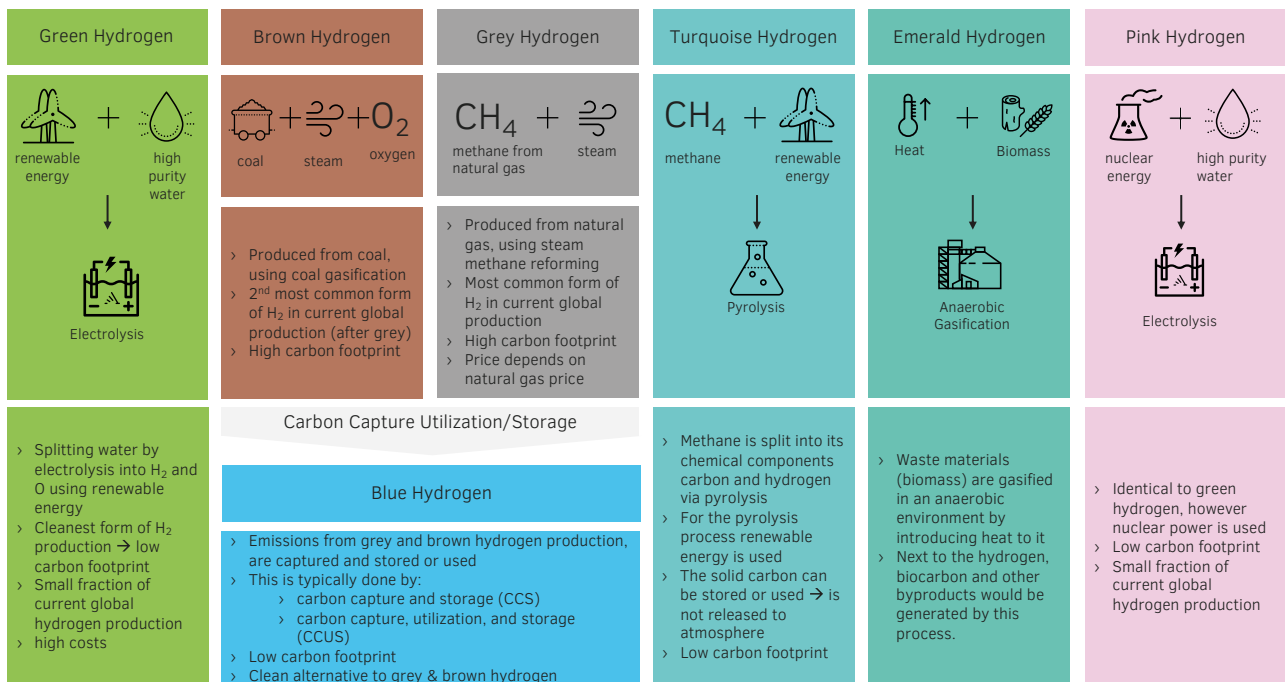 Green Hydrogen
renewable
energy
+
high
purity
water
Electrolysis
› Splitting water by
electrolysis into H₂ and
O using renewable
energy
› Cleanest form of H₂
production → low
carbon footprint
› Small fraction of
current global
hydrogen production
› high costs
Brown Hydrogen
coal
+
steam
+
O₂
oxygen
› Produced from coal,
using coal gasification
› 2nd most common form
of H₂ in current global
production (after grey)
› High carbon footprint
Grey Hydrogen
CH₄
methane from
natural gas
+
steam
› Produced from natural
gas, using steam
methane reforming
› Most common form of
H₂ in current global
production
› High carbon footprint
› Price depends on
natural gas price
Carbon Capture Utilization/Storage
Blue Hydrogen
› Emissions from grey and brown hydrogen production,
are captured and stored or used
› This is typically done by:
› carbon capture and storage (CCS)
› carbon capture, utilization, and storage
(CCUS)
› Low carbon footprint
› Clean alternative to grey & brown hydrogen
Turquoise Hydrogen
CH₄
methane
+
renewable
energy
Pyrolysis
› Methane is split into its
chemical components
carbon and hydrogen
via pyrolysis
› For the pyrolysis
process renewable
energy is used
› The solid carbon can
be stored or used → is
not released to
atmosphere
› Low carbon footprint
Emerald Hydrogen
Heat
+
Biomass
Anaerobic
Gasification
› Waste materials
(biomass) are gasified
in an anaerobic
environment by
introducing heat to it
› Next to the hydrogen,
biocarbon and other
byproducts would be
generated by this
process.
Pink Hydrogen
nuclear
energy
+
high purity
water
Electrolysis
› Identical to green
hydrogen, however
nuclear power is used
› Low carbon footprint
› Small fraction of
current global
hydrogen production